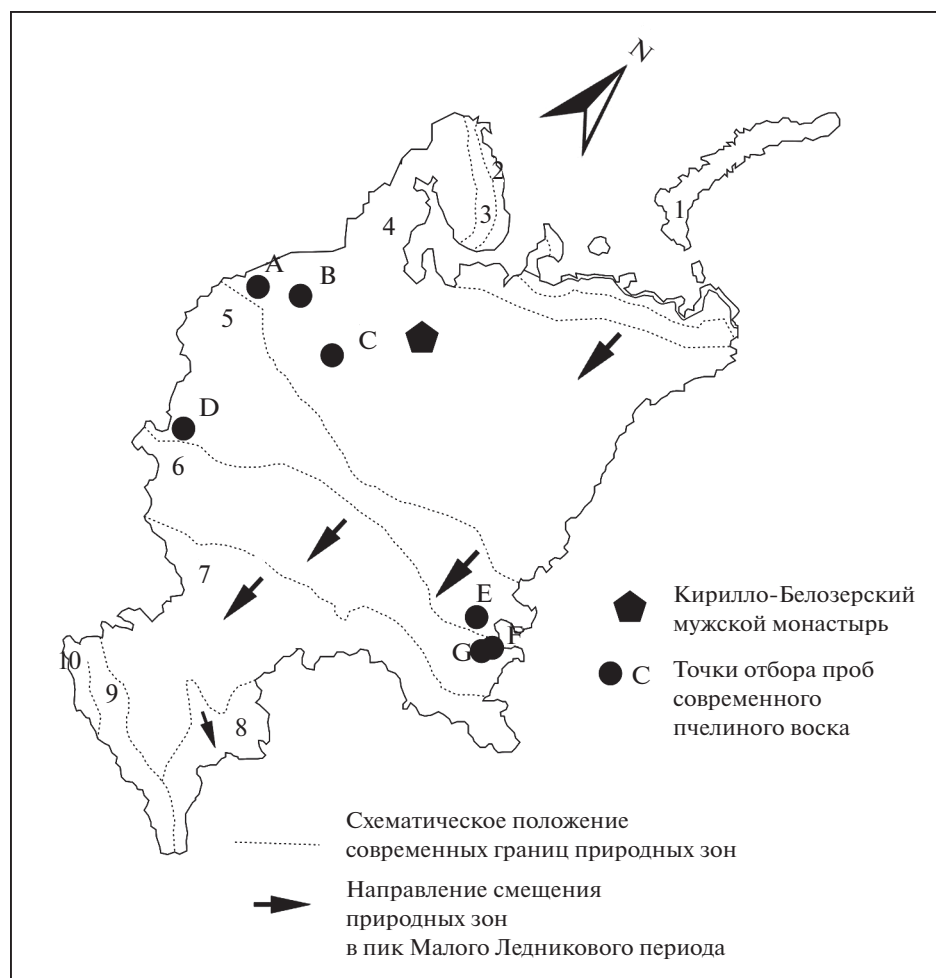 N
1
2
3
4
A
B
5
C
D
6
7
E
F
G
10
9
8
Кирилло-Белозерский
мужской монастырь
C
Точки отбора проб
современного
пчелиного воска
Схематическое положение
современных границ природных зон
Направление смещения
природных зон
в пик Малого Ледникового периода